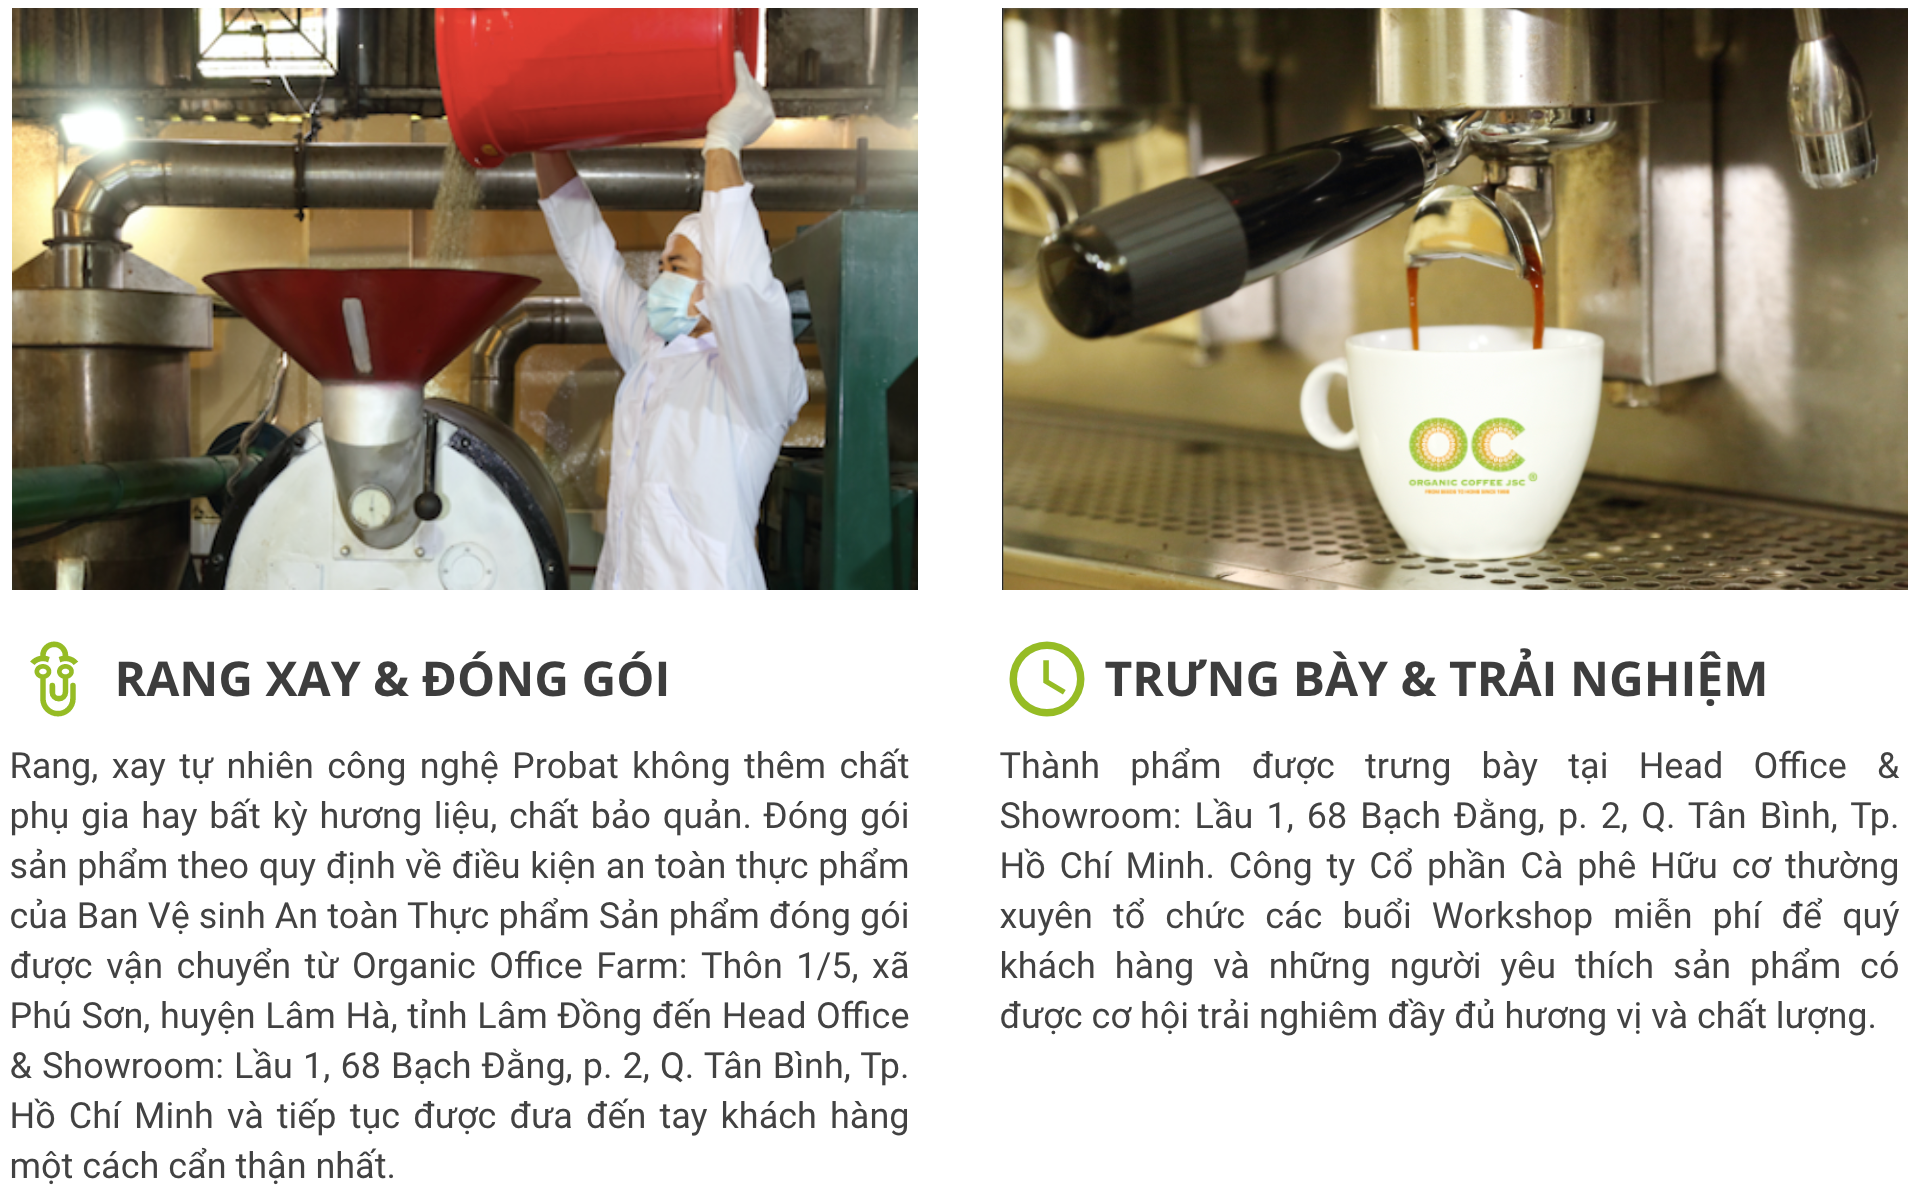 OC
ORGANIC COFFEE JSC ®
RANG XAY & ĐÓNG GÓI
Rang, xay tự nhiên công nghệ Probat không thêm chất
phụ gia hay bất kỳ hương liệu, chất bảo quản. Đóng gói
sản phẩm theo quy định về điều kiện an toàn thực phẩm
của Ban Vệ sinh An toàn Thực phẩm Sản phẩm đóng gói
được vận chuyển từ Organic Office Farm: Thôn 1/5, xã
Phú Sơn, huyện Lâm Hà, tỉnh Lâm Đồng đến Head Office
& Showroom: Lầu 1, 68 Bạch Đằng, p. 2, Q. Tân Bình, Tp.
Hồ Chí Minh và tiếp tục được đưa đến tay khách hàng
một cách cẩn thận nhất.
TRƯNG BÀY & TRẢI NGHIỆM
Thành phẩm được trưng bày tại Head Office &
Showroom: Lầu 1, 68 Bạch Đằng, p. 2, Q. Tân Bình, Tp.
Hồ Chí Minh. Công ty Cổ phần Cà phê Hữu cơ thường
xuyên tổ chức các buổi Workshop miễn phí để quý
khách hàng và những người yêu thích sản phẩm có
được cơ hội trải nghiêm đầy đủ hương vị và chất lượng.